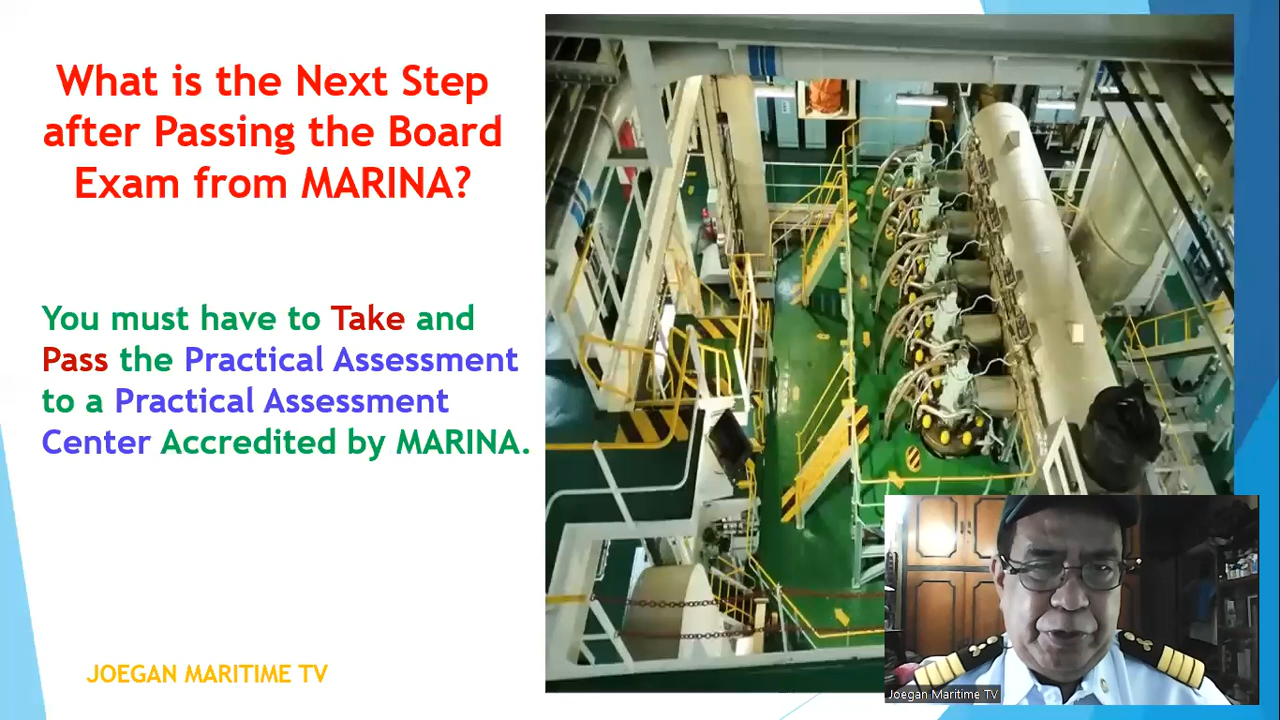 What is the Next Step
after Passing the Board
Exam from MARINA?
You must have to Take and
Pass the Practical Assessment
to a Practical Assessment
Center Accredited by MARINA.
JOEGAN MARITIME TV
Joegan Maritime TV